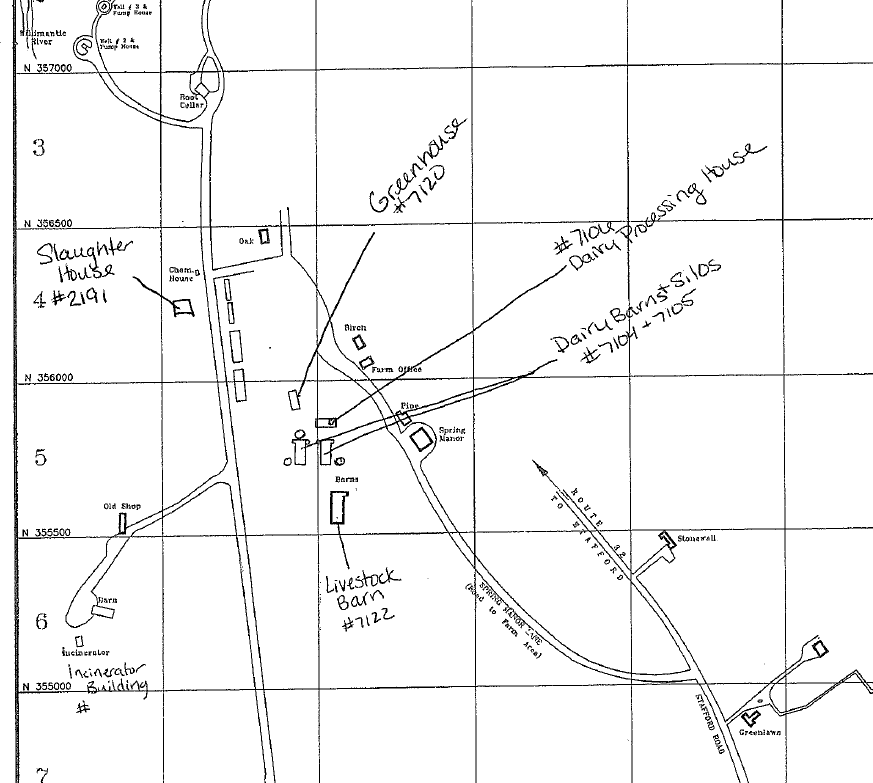 Well # 3 &
Pump House
Willimantic
River
Well # 2 &
Pump House
N 357000
Root
Cellar
3
Greenhouse
#7120
N 356500
Oak
#7106
Dairy Processing House
Slaughter
House
#2191
Chem.
House
4
Dairy Barns + Silos
#7104 + 7105
Birch
Farm Office
N 356000
Pine
Spring
Manor
5
Barns
Old Shop
N 355500
ROUTE 32
TO STAFFORD
Stonewall
Livestock
Barn
#7122
SPRING MANOR LANE
(Road to Farm Area)
Barn
6
Incinerator
Incinerator
Building
#
N 355000
STAFFORD ROAD
Greenlawn
7